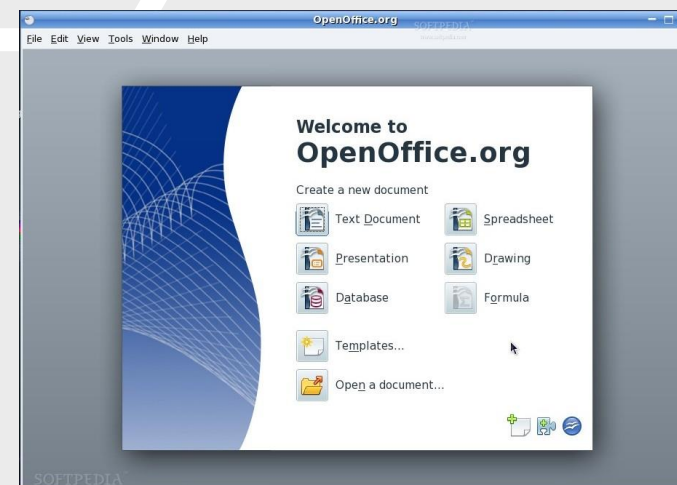 OpenOffice.org
SOFTPEDIA
File Edit View Tools Window Help
Welcome to
OpenOffice.org
Create a new document
Text Document Spreadsheet
Presentation Drawing
Database Formula
Templates...
Open a document...
SOFTPEDIA